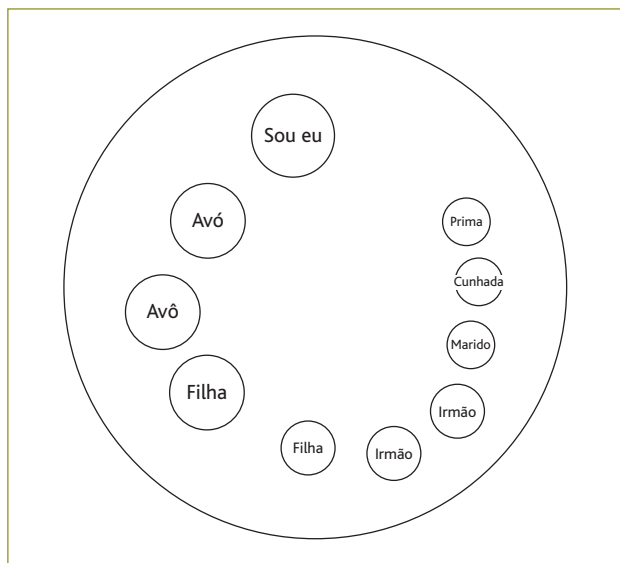 Sou eu
Avó
Prima
Cunhada
Avô
Marido
Filha
Irmão
Filha
Irmão